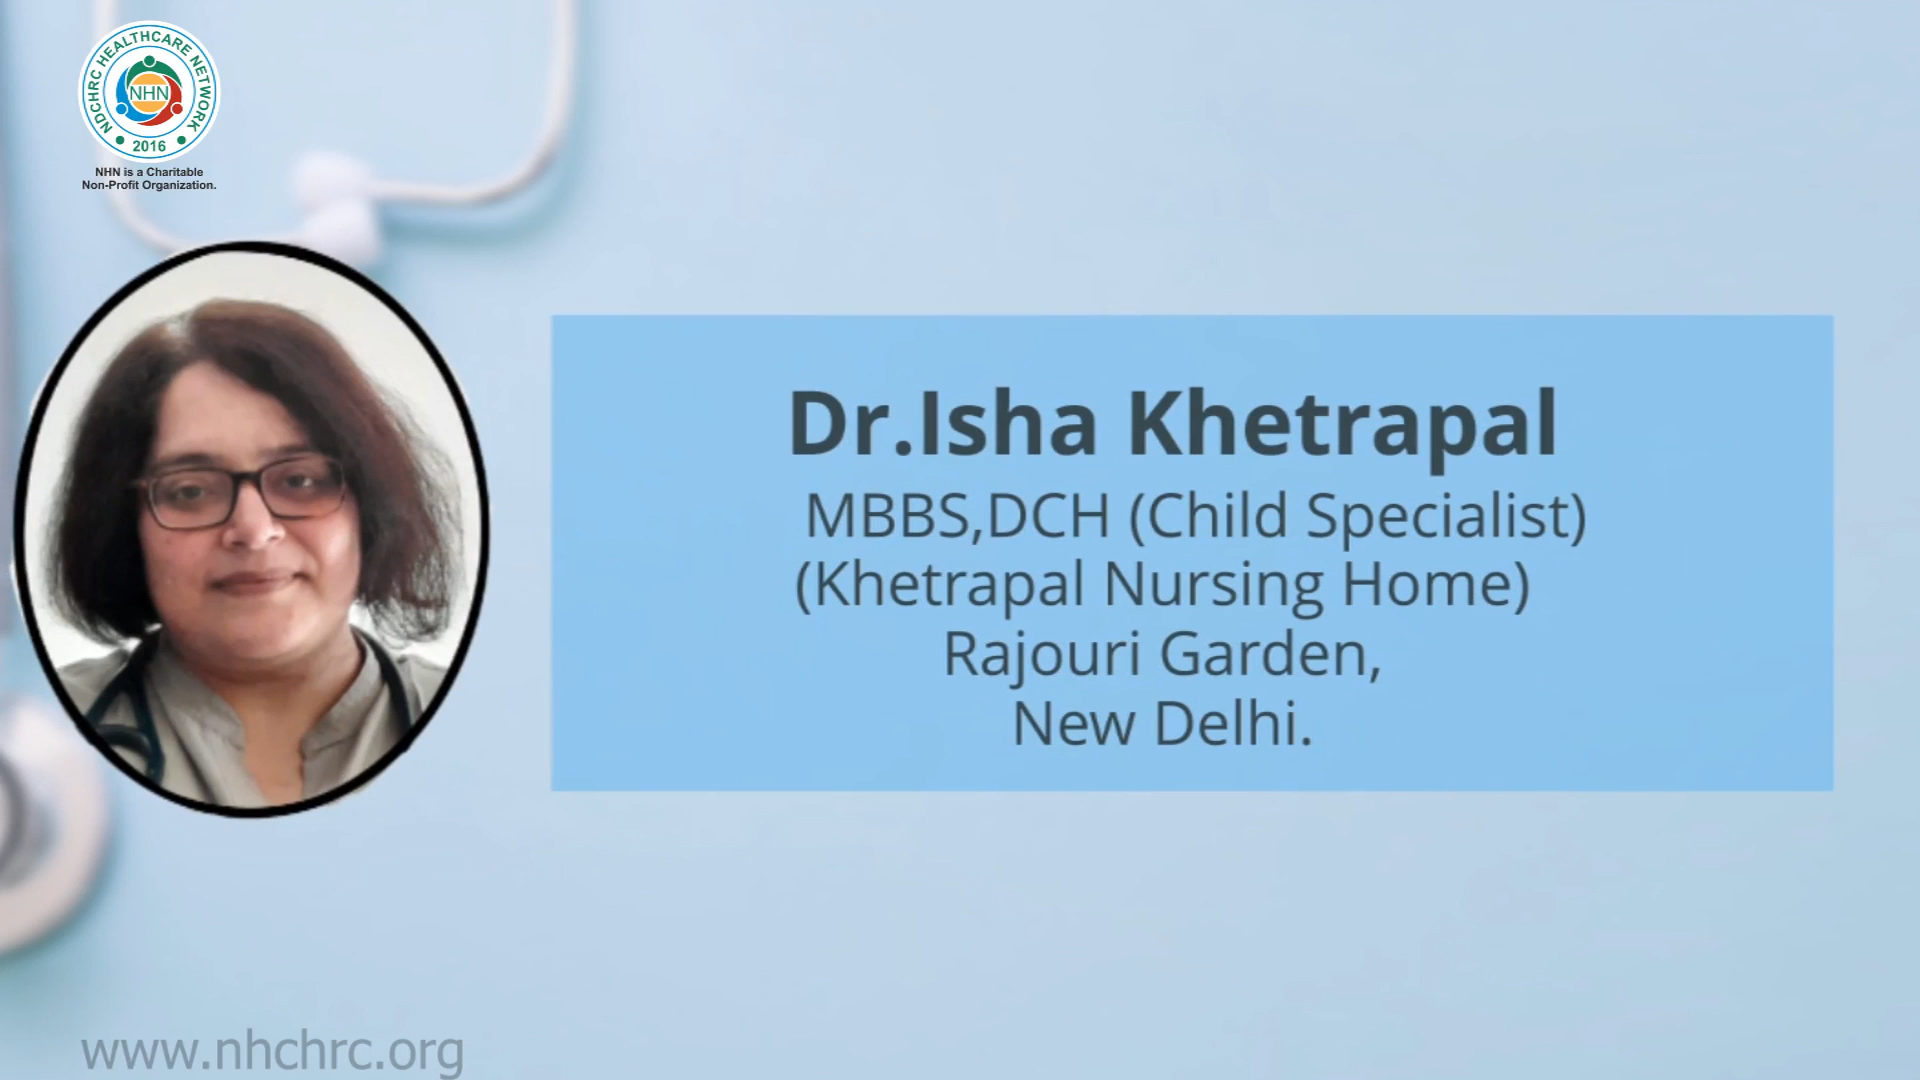 NDCHRC HEALTHCARE NETWORK
NHN
2016
NHN is a Charitable
Non-Profit Organization.
Dr.Isha Khetrapal
MBBS,DCH (Child Specialist)
(Khetrapal Nursing Home)
Rajouri Garden,
New Delhi.
www.nhchrc.org